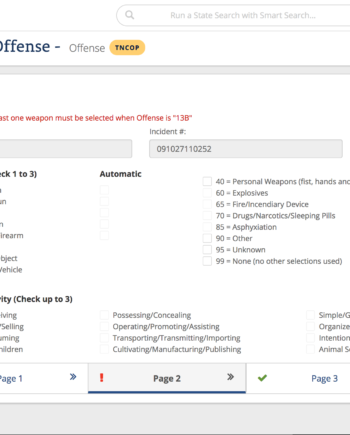 Run a State Search with Smart Search...
Offense - Offense TNCOP
ast one weapon must be selected when Offense is "13B"
Incident #:
091027110252
eck 1 to 3) Automatic
40 = Personal Weapons (fist, hands and
60 = Explosives
65 = Fire/Incendiary Device
70 = Drugs/Narcotics/Sleeping Pills
85 = Asphyxiation
90 = Other
95 = Unknown
99 = None (no other selections used)
un
n
irearm
bject
Vehicle
vity (Check up to 3)
iving Possessing/Concealing Simple/G
/Selling Operating/Promoting/Assisting Organize
uming Transporting/Transmitting/Importing Intention
hildren Cultivating/Manufacturing/Publishing Animal S
Page 1 » ! Page 2 » Page 3